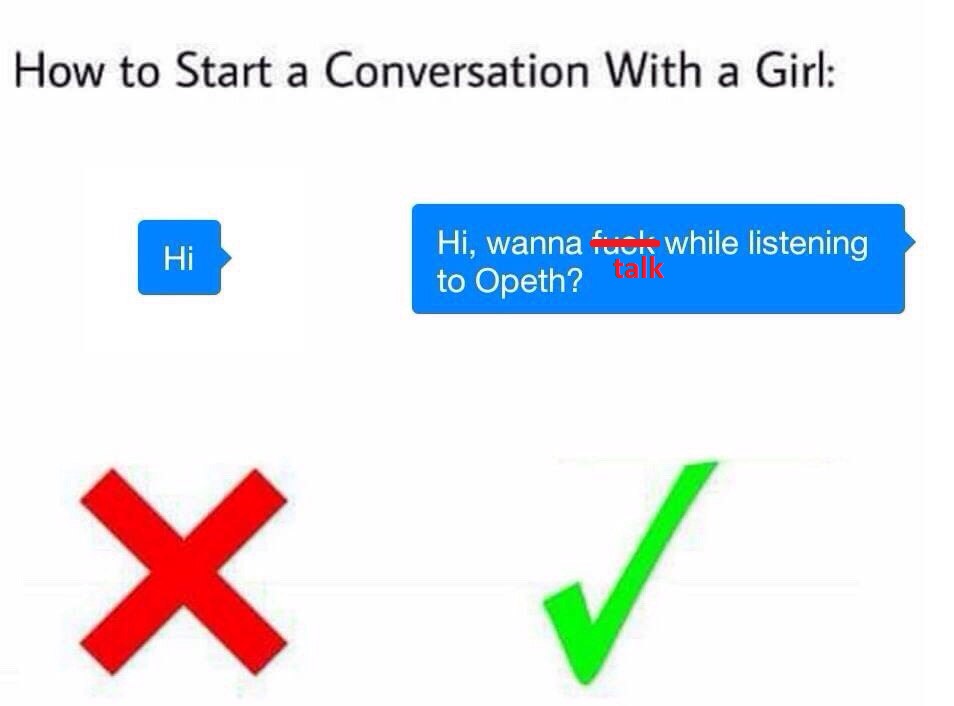 How to Start a Conversation With a Girl:
Hi
Hi, wanna fuck while listening
talk
to Opeth?